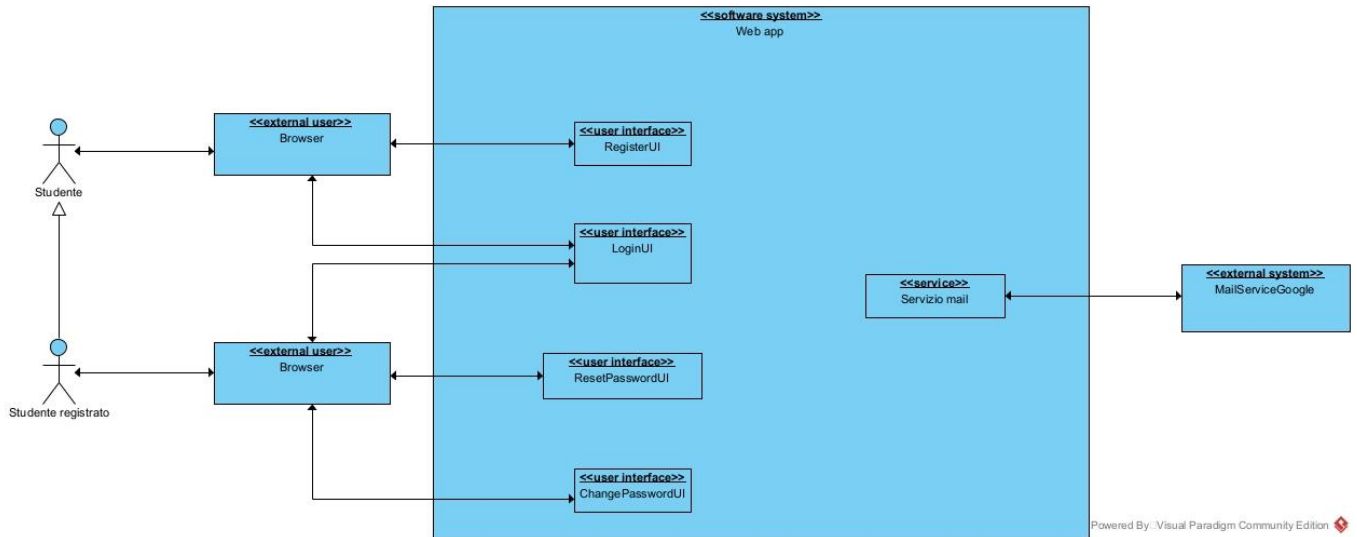 <<software system>>
Web app
<<external user>>
Browser
<<user interface>>
RegisterUI
Studente
<<user interface>>
LoginUI
<<service>>
Servizio mail
<<external system>>
MailServiceGoogle
<<external user>>
Browser
<<user interface>>
ResetPasswordUI
Studente registrato
<<user interface>>
ChangePasswordUI
Powered By Visual Paradigm Community Edition